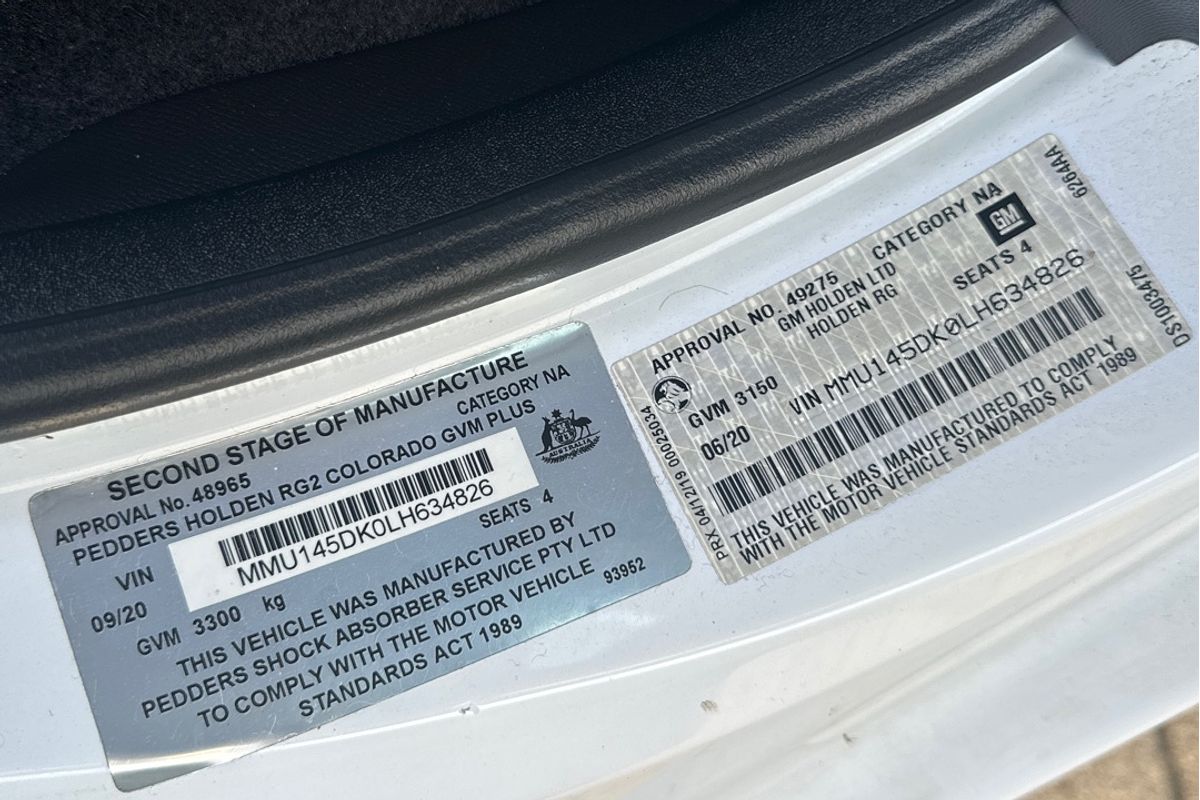 SECOND STAGE OF MANUFACTURE
APPROVAL No.48965 CATEGORY NA
PEDDERS HOLDEN RG2 COLORADO GVM PLUS
AUSTRALIA
VIN
MMU145DK0LH634826
09/20
SEATS 4
GVM 3300 kg
THIS VEHICLE WAS MANUFACTURED BY
PEDDERS SHOCK ABSORBER SERVICE PTY LTD
TO COMPLY WITH THE MOTOR VEHICLE 93952
STANDARDS ACT 1989
APPROVAL NO. 49275 CATEGORY NA
GM HOLDEN LTD
GM
HOLDEN RG
GVM 3150 SEATS 4
06/20 VIN MMU145DK0LH634826
THIS VEHICLE WAS MANUFACTURED TO COMPLY
WITH THE MOTOR VEHICLE STANDARDS ACT 1989
PRX 04/12/19 00025034
6264AA
DS1003475